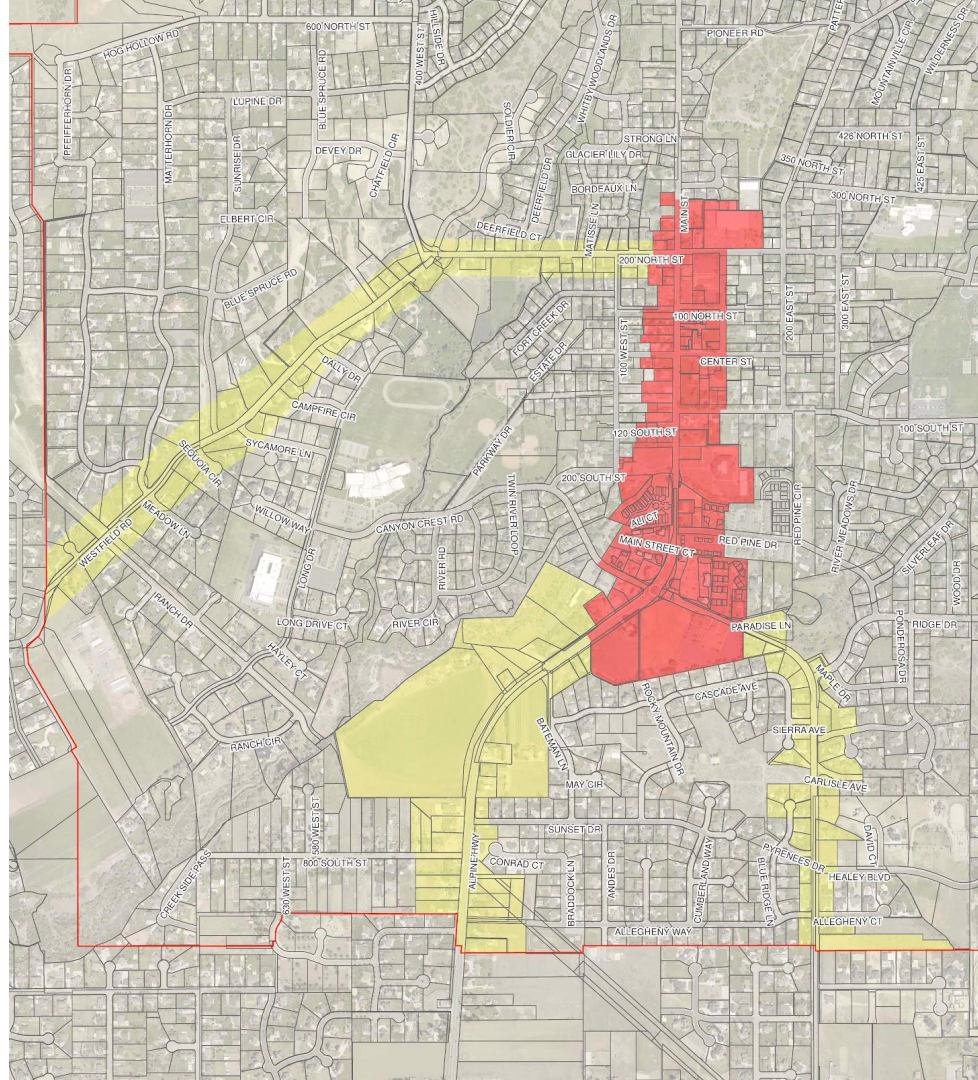 600 NORTH ST
HOG HOLLOW RD
400 WEST ST
HILLSIDE DR
WHITBY WOODLANDS DR
PIONEER RD
MOUNTAINVILLE CIR
WILDERNESS DR
PFEIFFERHORN DR
MATTERHORN DR
LUPINE DR
BLUE SPRUCE RD
SUNRISE DR
DEVEY DR
CHATFIELD CIR
SOLDIER CIR
STRONG LN
GLACIER LILY DR
426 NORTH ST
425 EAST ST
350 NORTH ST
300 NORTH ST
DEERFIELD DR
BORDEAUX LN
MATISSE LN
MAIN ST
ELBERT CIR
DEERFIELD CT
200 NORTH ST
BLUE SPRUCE RD
FORT CREEK DR
100 NORTH ST
200 EAST ST
300 EAST ST
100 WEST ST
ESTATE DR
CENTER ST
DALLY DR
CAMPFIRE CIR
120 SOUTH ST
100 SOUTH ST
SEQUOIA CIR
SYCAMORE LN
PARKWAY DR
200 SOUTH ST
TWIN RIVER LOOP
RED PINE CIR
RIVER MEADOWS DR
MEADOW LN
WILLOW WAY
CANYON CREST RD
ALI CT
SILVERLEAF DR
WESTFIELD RD
MAIN STREET CT
RED PINE DR
LONG DR
RIVER RD
WOOD DR
RANCH DR
LONG DRIVE CT
RIVER CIR
PARADISE LN
PONDEROSA DR
RIDGE DR
HAYLEY CT
MAPLE DR
CASCADE AVE
ROCKY MOUNTAIN DR
BATEMAN LN
SIERRA AVE
RANCH CIR
MAY CIR
CARLISLE AVE
580 WEST ST
SUNSET DR
DAVID CT
ALPINE HWY
800 SOUTH ST
CONRAD CT
PYRENEES DR
HEALEY BLVD
CREEK SIDE PASS
630 WEST ST
BRADDOCK LN
ANDES DR
CUMBERLAND WAY
BLUE RIDGE LN
ALLEGHENY WAY
ALLEGHENY CT